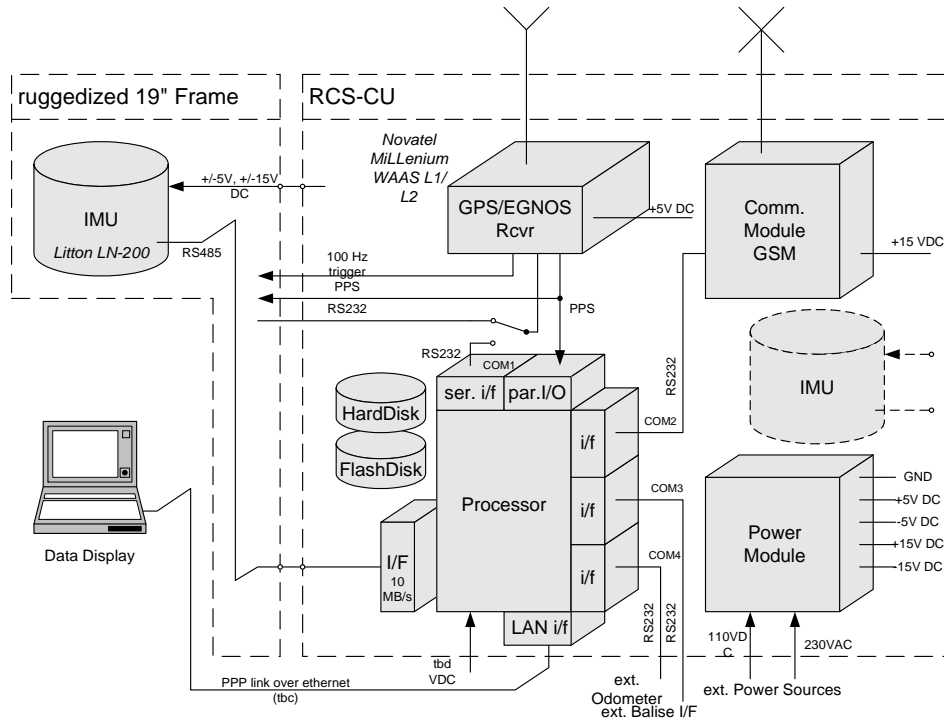 ruggedized 19" Frame
RCS-CU
Novatel
MiLLenium
WAAS L1/
L2
GPS/EGNOS
Rcvr
+5V DC
Comm.
Module
GSM
+15 VDC
+/-5V, +/-15V
DC
IMU
Litton LN-200
RS485
100 Hz
trigger
PPS
RS232
PPS
RS232
COM1
ser. i/f
par.I/O
RS232
IMU
HardDisk
FlashDisk
i/f
COM2
Processor
i/f
COM3
i/f
COM4
I/F
10
MB/s
LAN i/f
Data Display
Power
Module
GND
+5V DC
-5V DC
+15V DC
-15V DC
RS232
RS232
110VD
C
230VAC
tbd
VDC
PPP link over ethernet
(tbc)
ext.
Odometer
ext. Balise I/F
ext. Power Sources